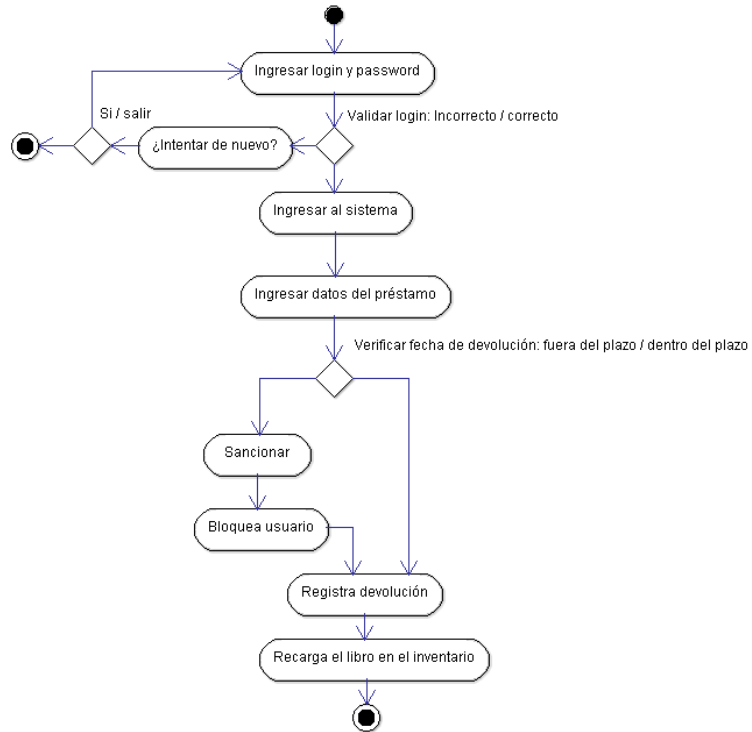 Ingresar login y password
Si / salir
Validar login: Incorrecto / correcto
¿Intentar de nuevo?
Ingresar al sistema
Ingresar datos del préstamo
Verificar fecha de devolución: fuera del plazo / dentro del plazo
Sancionar
Bloquea usuario
Registra devolución
Recarga el libro en el inventario